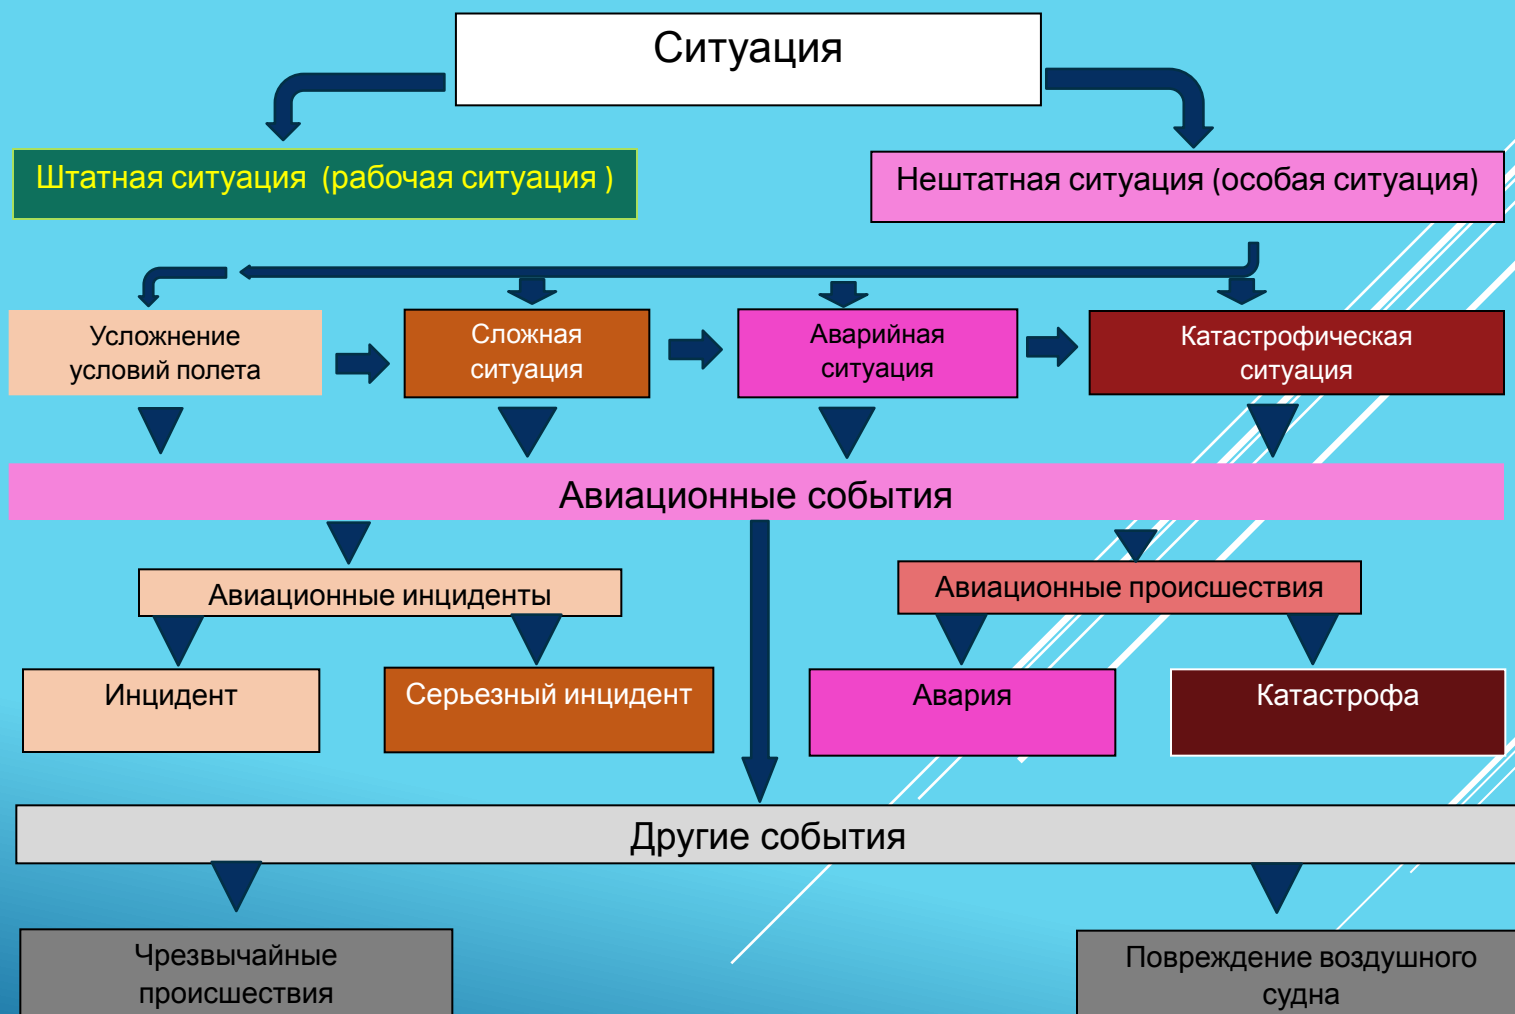 Ситуация
Штатная ситуация (рабочая ситуация )
Нештатная ситуация (особая ситуация)
Усложнение
условий полета
Сложная
ситуация
Аварийная
ситуация
Катастрофическая
ситуация
Авиационные события
Авиационные инциденты
Авиационные происшествия
Инцидент
Серьезный инцидент
Авария
Катастрофа
Другие события
Чрезвычайные
происшествия
Повреждение воздушного
судна